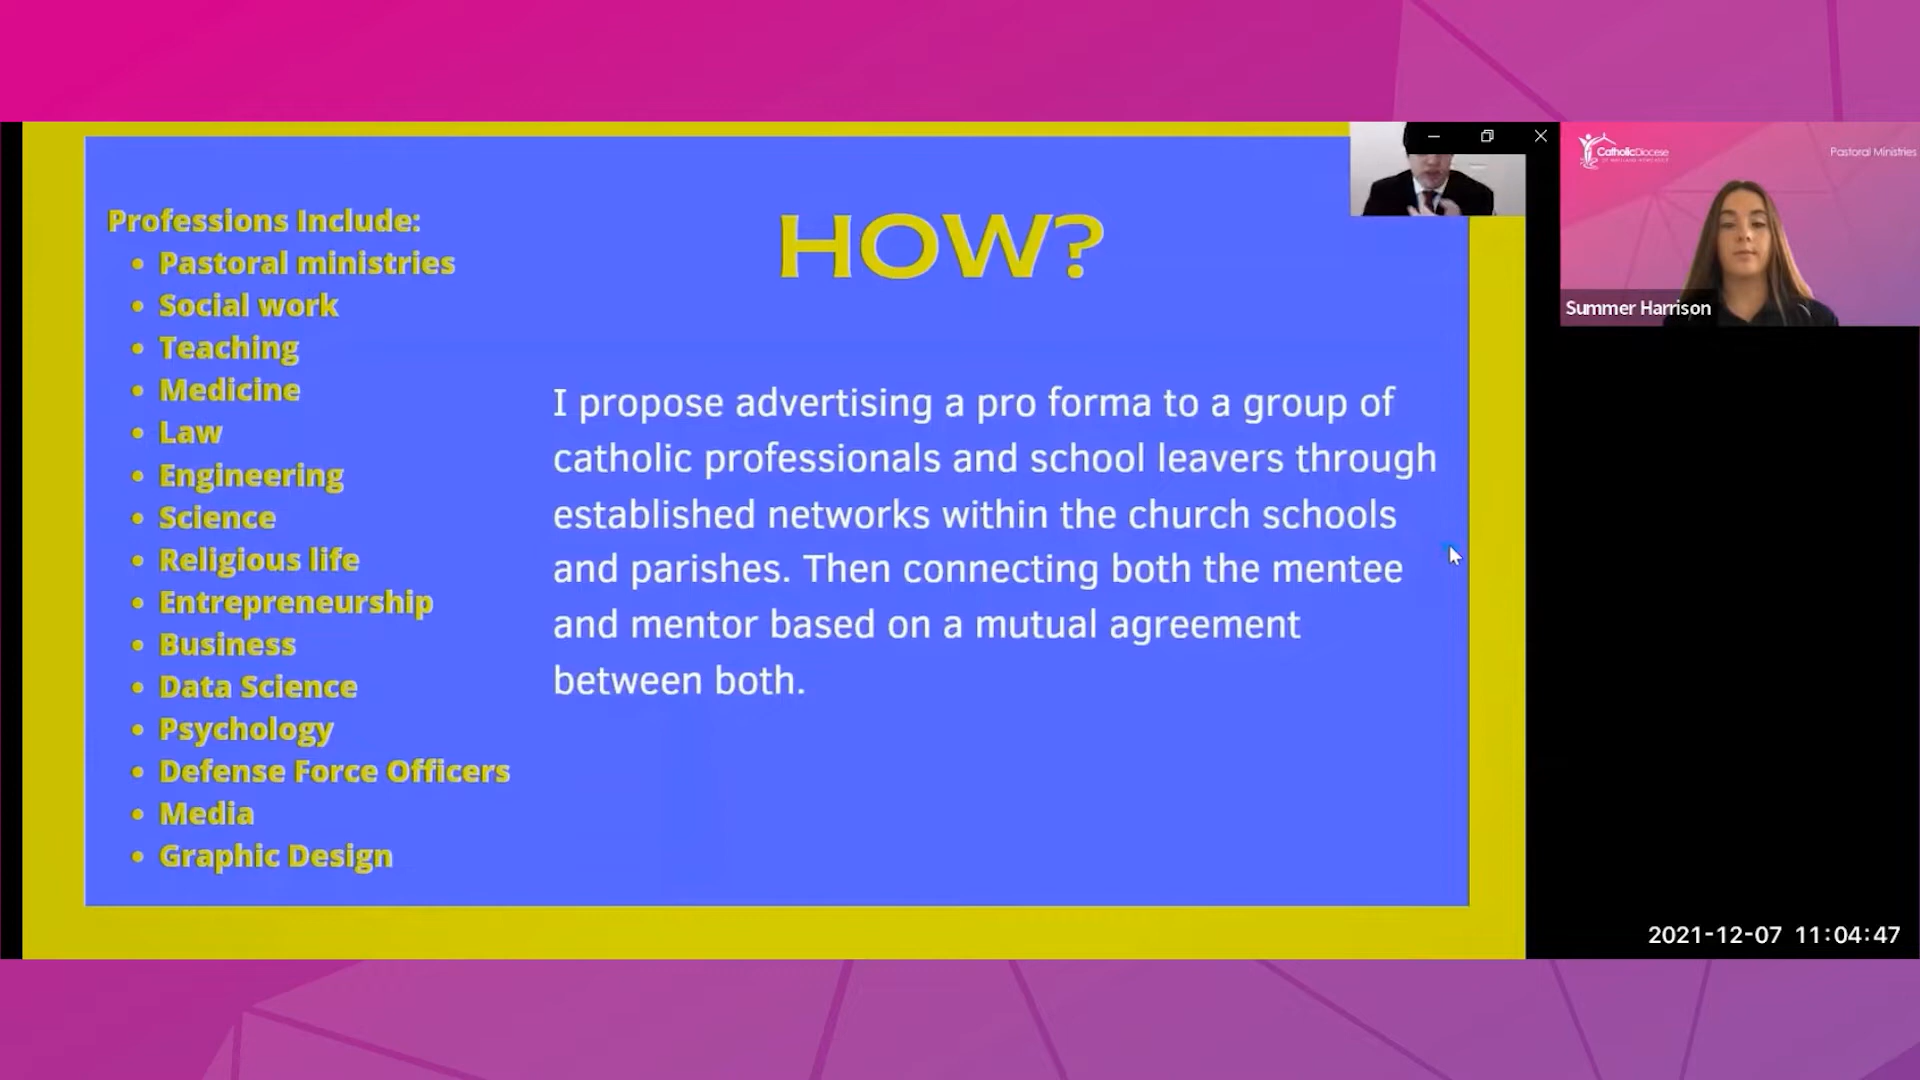 Professions Include:
• Pastoral ministries
• Social work
• Teaching
• Medicine
• Law
• Engineering
• Science
• Religious life
• Entrepreneurship
• Business
• Data Science
• Psychology
• Defense Force Officers
• Media
• Graphic Design
HOW?
I propose advertising a pro forma to a group of
catholic professionals and school leavers through
established networks within the church schools
and parishes. Then connecting both the mentee
and mentor based on a mutual agreement
between both.
CatholicDiocese
Pastoral Ministries
Summer Harrison
2021-12-07 11:04:47